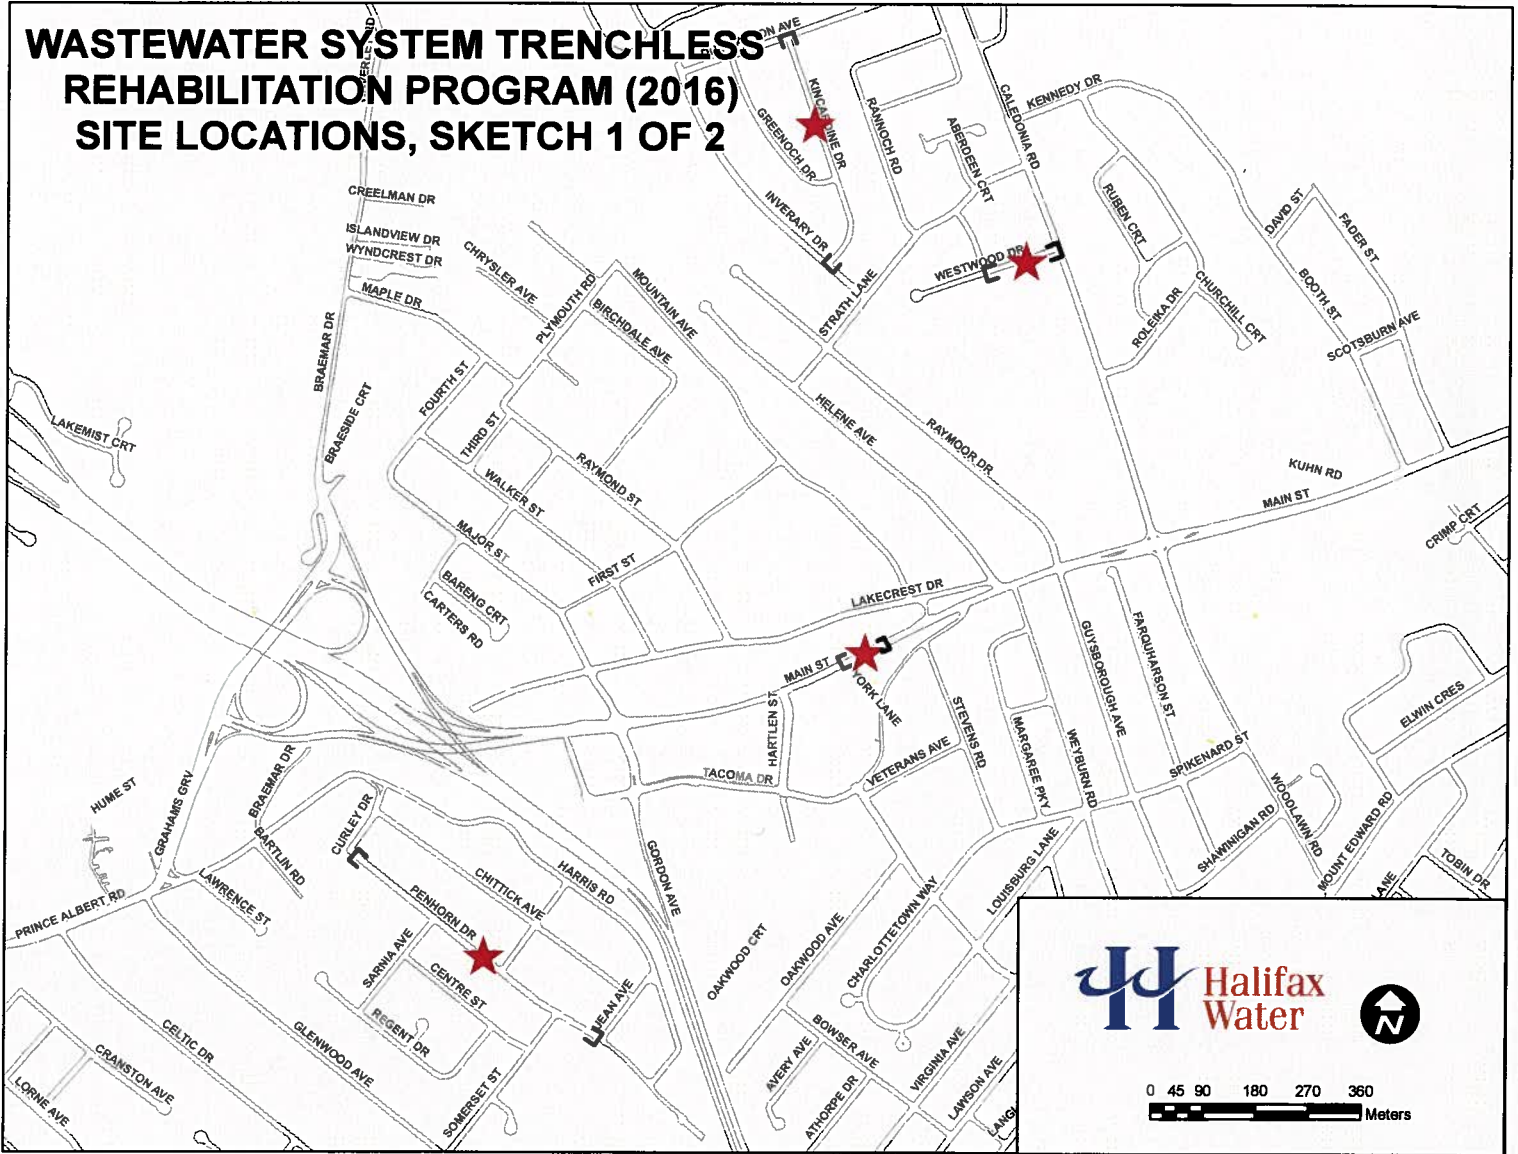 WASTEWATER SYSTEM TRENCHLESS
REHABILITATION PROGRAM (2016)
SITE LOCATIONS, SKETCH 1 OF 2
KINCARDINE DR
GREENOCH DR
RANNOCH RD
CALEDONIA RD
KENNEDY DR
ABERDEEN CRT
INVERARY DR
RUBEN CRT
DAVID ST
FADER ST
CREELMAN DR
ISLANDVIEW DR
WYNDCREST DR
CHRYSLER AVE
MAPLE DR
PLYMOUTH RD
MOUNTAIN AVE
BIRCHDALE AVE
STRATH LANE
WESTWOOD DR
ROLEIKA DR
CHURCHILL CRT
BOOTH ST
SCOTSBURN AVE
BRAEMAR DR
BRAESIDE CRT
FOURTH ST
THIRD ST
HELENE AVE
RAYMOOR DR
LAKEMIST CRT
RAYMOND ST
WALKER ST
KUHN RD
MAIN ST
CRIMP CRT
MAJOR ST
FIRST ST
BARENG CRT
CARTERS RD
LAKECREST DR
MAIN ST
YORK LANE
HARTLEN ST
STEVENS RD
GUYSBOROUGH AVE
FARQUHARSON ST
MARGAREE PKY
WEYBURN RD
ELWIN CRES
TACOMA DR
VETERANS AVE
SPIKENARD ST
WOODLAWN RD
HUME ST
GRAHAMS GRV
BRAEMAR DR
BARTLIN RD
CURLEY DR
GORDON AVE
LOUISBURG LANE
SHAWINIGAN RD
MOUNT EDWARD RD
TOBIN DR
LANE
PRINCE ALBERT RD
LAWRENCE ST
PENHORN DR
CHITTICK AVE
HARRIS RD
SARNIA AVE
CENTRE ST
OAKWOOD CRT
OAKWOOD AVE
CHARLOTTETOWN WAY
JEAN AVE
REGENT DR
CELTIC DR
GLENWOOD AVE
CRANSTON AVE
LORNE AVE
SOMERSET ST
BOWSER AVE
AVERY AVE
ATHORPE DR
VIRGINIA AVE
LAWSON AVE
LANGI
Halifax
Water
N
0 45 90 180 270 360
Meters